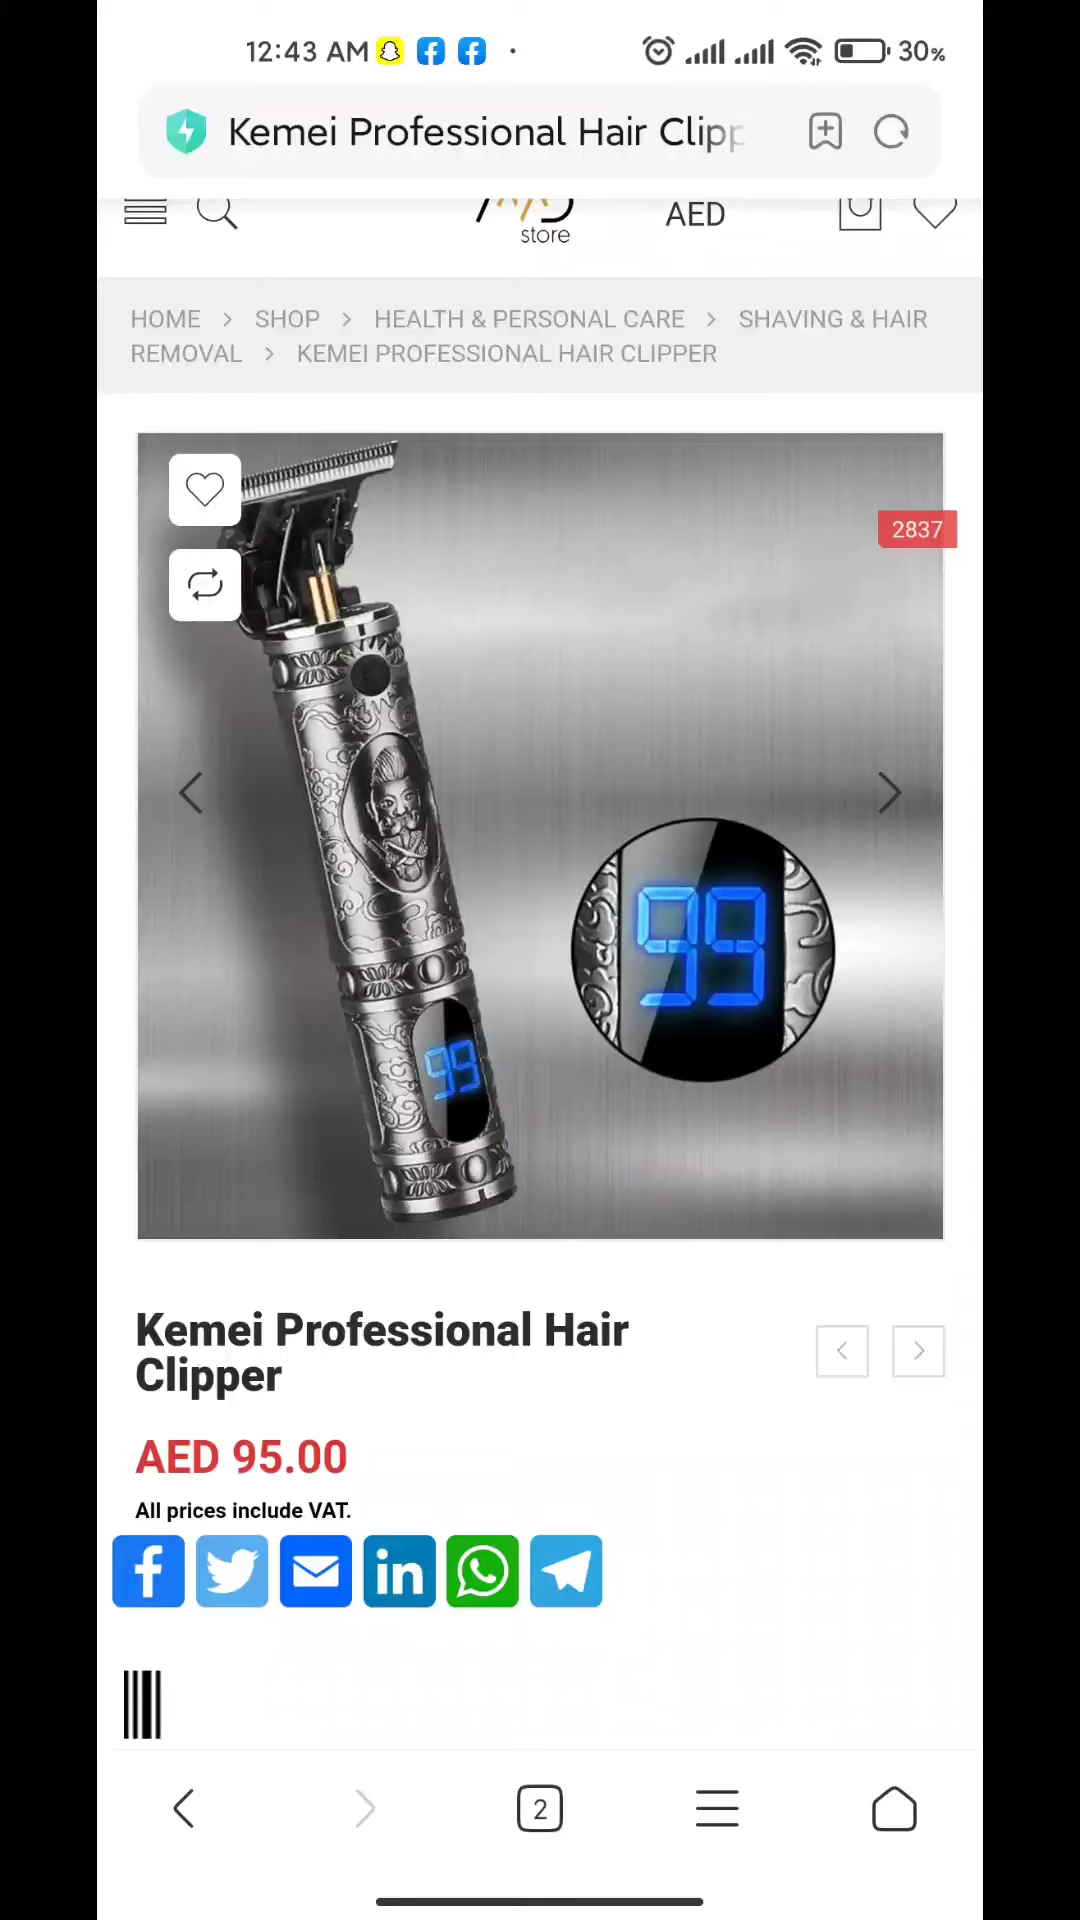 12:43 AM
30%
Kemei Professional Hair Clipp
store
AED
HOME > SHOP > HEALTH & PERSONAL CARE > SHAVING & HAIR
REMOVAL > KEMEI PROFESSIONAL HAIR CLIPPER
2837
99
99
Kemei Professional Hair
Clipper
AED 95.00
All prices include VAT.
in
2